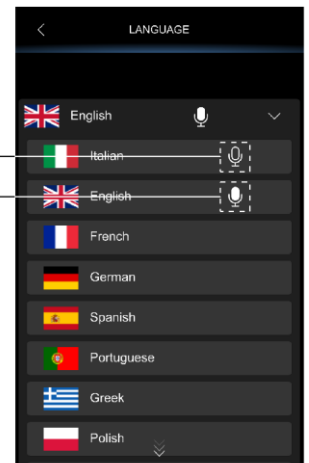 LANGUAGE
English
Italian
English
French
German
Spanish
Portuguese
Greek
Polish